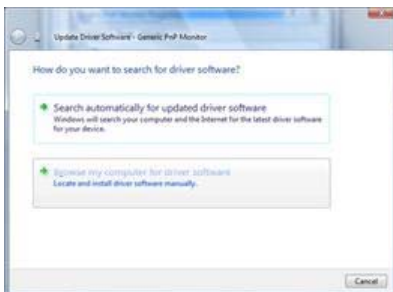 Update Driver Software - Generic PnP Monitor
How do you want to search for driver software?
Search automatically for updated driver software
Windows will search your computer and the Internet for the latest driver software
for your device.
Browse my computer for driver software
Locate and install driver software manually.
Cancel